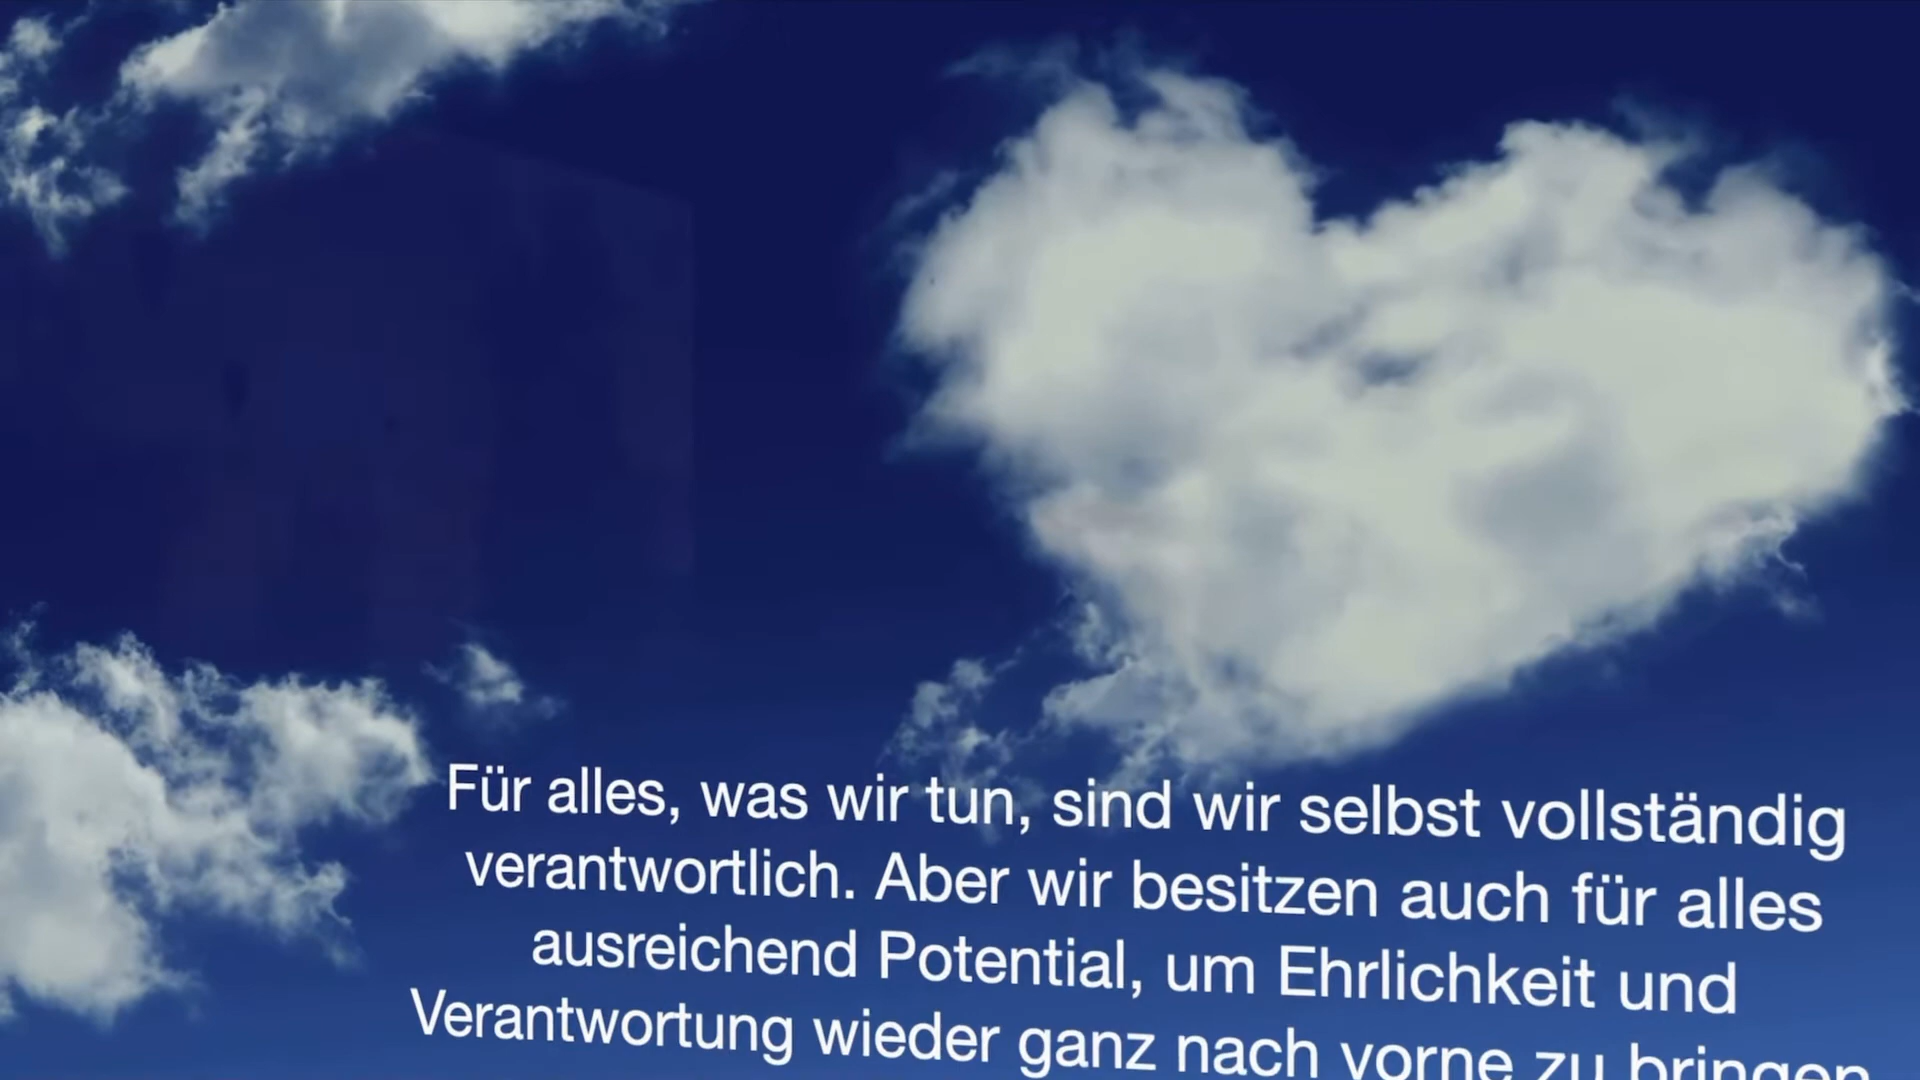 Für alles, was wir tun, sind wir selbst vollständig
verantwortlich. Aber wir besitzen auch für alles
ausreichend Potential, um Ehrlichkeit und
Verantwortung wieder ganz nach vorne zu bringen